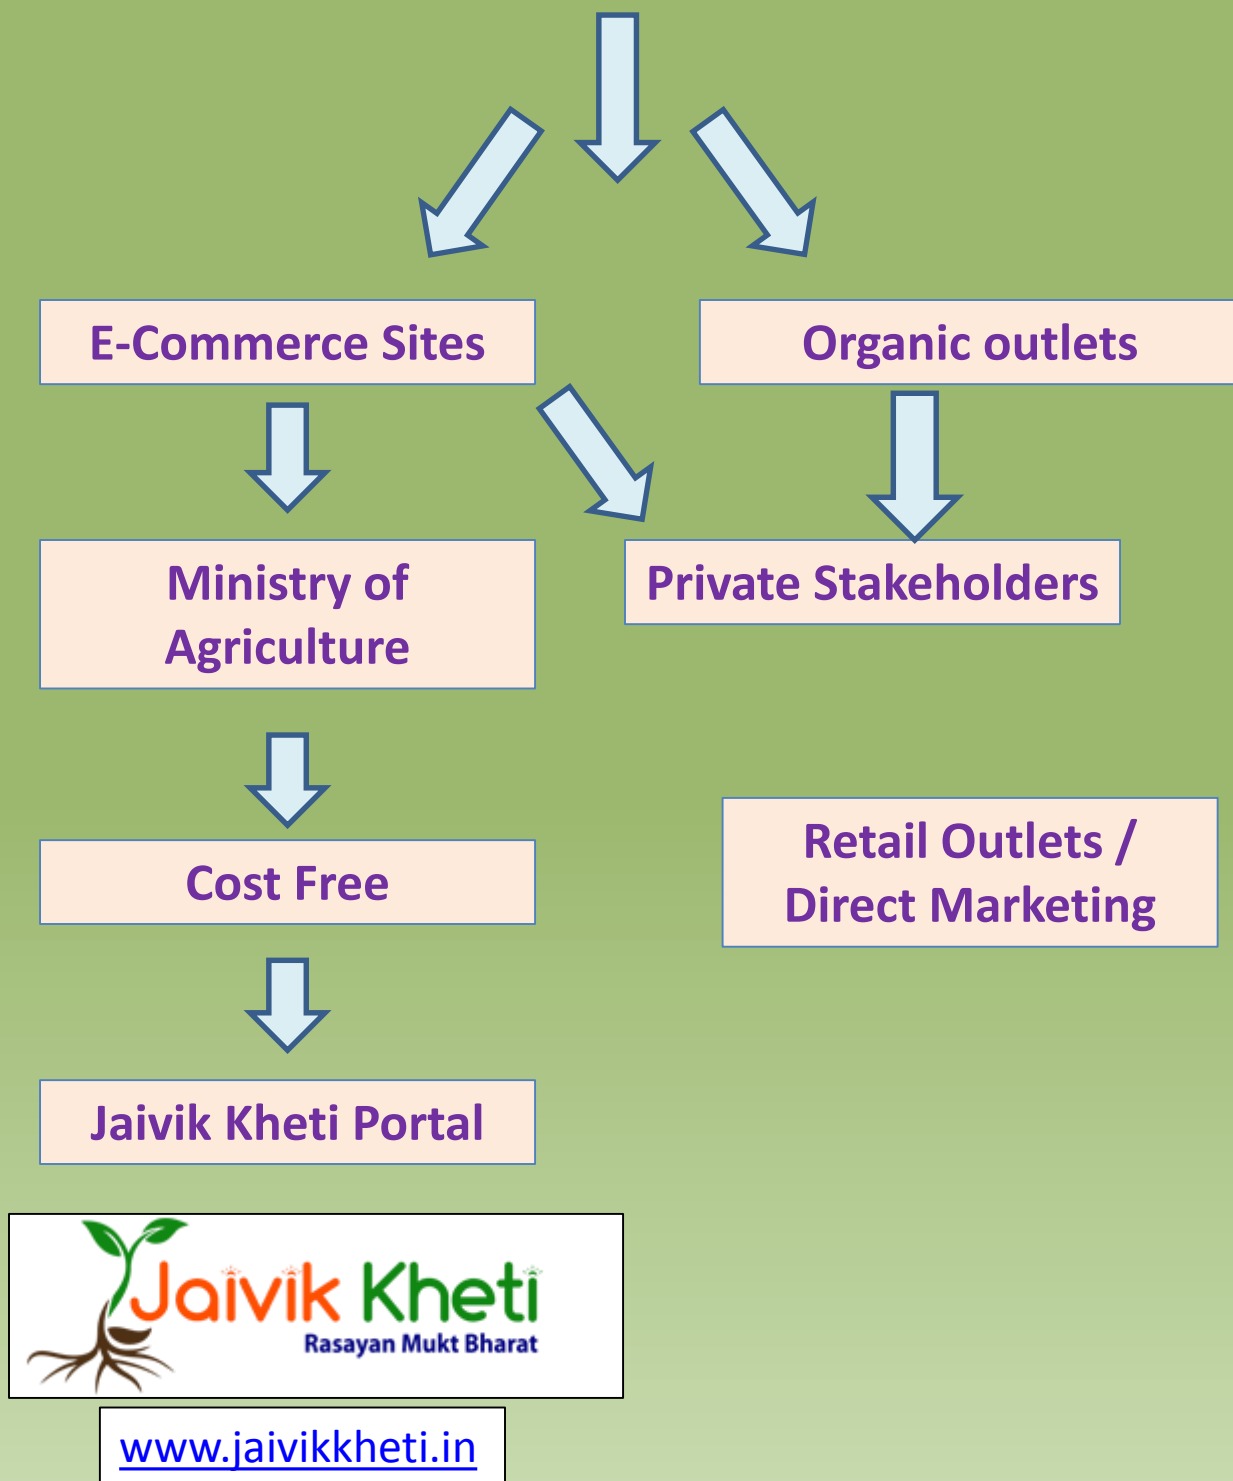 E-Commerce Sites
Organic outlets
Ministry of
Agriculture
Private Stakeholders
Cost Free
Retail Outlets /
Direct Marketing
Jaivik Kheti Portal
Jaivik Kheti
Rasayan Mukt Bharat
www.jaivikkheti.in